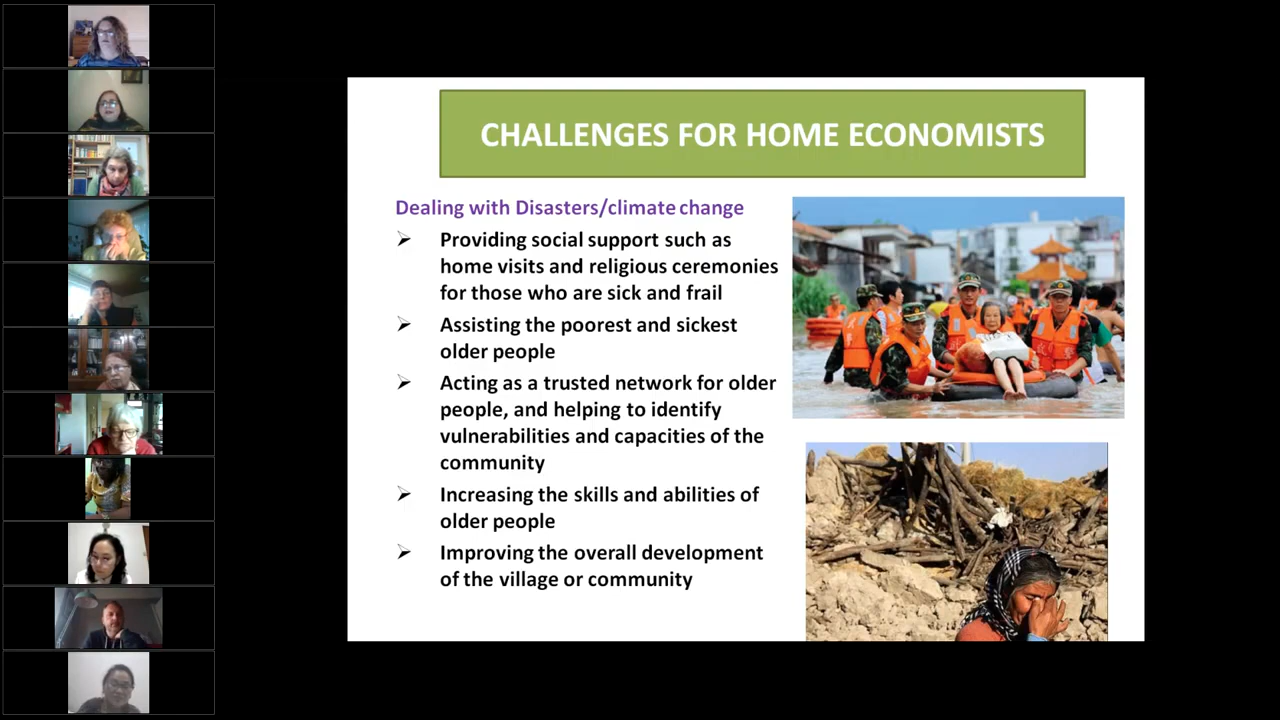 CHALLENGES FOR HOME ECONOMISTS
Dealing with Disasters/climate change
➢ Providing social support such as
home visits and religious ceremonies
for those who are sick and frail
➢ Assisting the poorest and sickest
older people
➢ Acting as a trusted network for older
people, and helping to identify
vulnerabilities and capacities of the
community
➢ Increasing the skills and abilities of
older people
➢ Improving the overall development
of the village or community